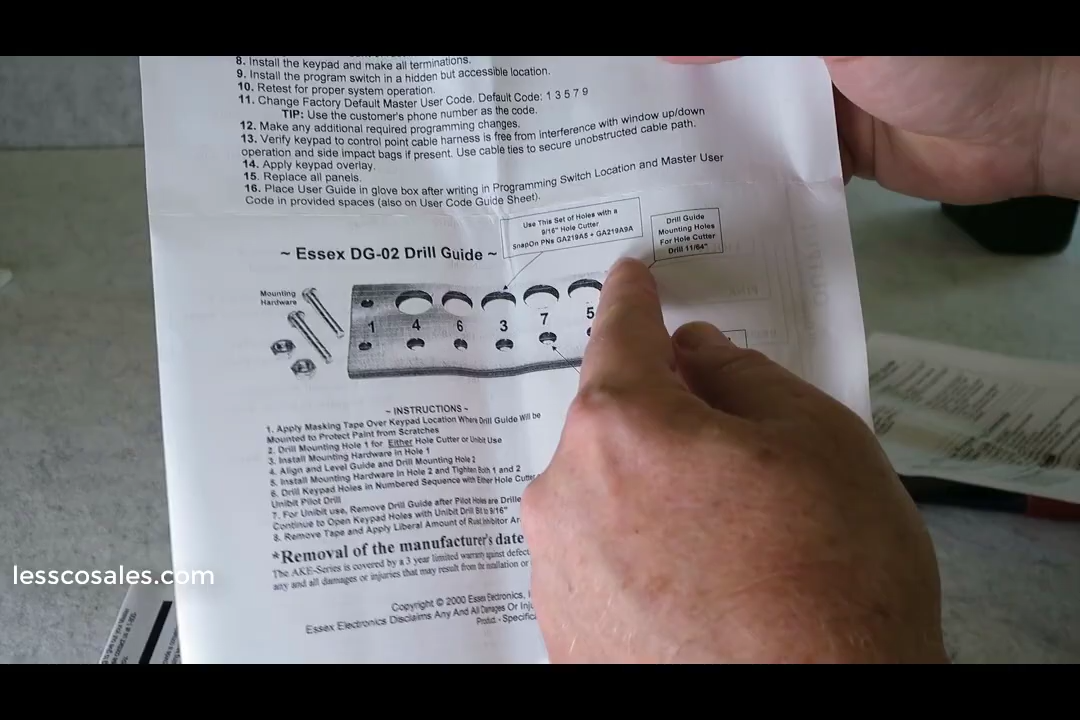 8. Install the keypad and make all terminations.
9. Install the program switch in a hidden but accessible location.
10. Retest for proper system operation.
11. Change Factory Default Master User Code. Default Code: 1 3 5 7 9
TIP: Use the customer's phone number as the code.
12. Make any additional required programming changes.
13. Verify keypad to control point cable harness is free from interference with window up/down
operation and side impact bags if present. Use cable ties to secure unobstructed cable path.
14. Apply keypad overlay.
15. Replace all panels.
16. Place User Guide in glove box after writing in Programming Switch Location and Master User
Code in provided spaces (also on User Code Guide Sheet).
Use This Set of Holes with a
9/16" Hole Cutter
SnapOn PNs GA219A5 + GA219A9A
Drill Guide
Mounting Holes
For Hole Cutter
Drill 11/64"
~ Essex DG-02 Drill Guide ~
Mounting
Hardware
1 4 6 3 7 5
~ INSTRUCTIONS ~
1. Apply Masking Tape Over Keypad Location Where Drill Guide Will be
Mounted to Protect Paint from Scratches
2. Drill Mounting Hole 1 for Either Hole Cutter or Unibit Use
3. Install Mounting Hardware in Hole 1
4. Align and Level Guide and Drill Mounting Hole 2
5. Install Mounting Hardware in Hole 2 and Tighten Both 1 and 2
6. Drill Keypad Holes in Numbered Sequence with Either Hole Cutter
Unibit Pilot Drill
7. For Unibit use, Remove Drill Guide after Pilot Holes are Drille
Continue to Open Keypad Holes with Unibit Drill Bit to 9/16"
8. Remove Tape and Apply Liberal Amount of Rust Inhibitor Ar
*Removal of the manufacturer's date
The AKE-Series is covered by a 3 year limited warranty against defect
any and all damages or injuries that may result from the installation or
Copyright © 2000 Essex Electronics, I
Essex Electronics Disclaims Any And All Damages Or Inju
Product - Specifica
lesscosales.com